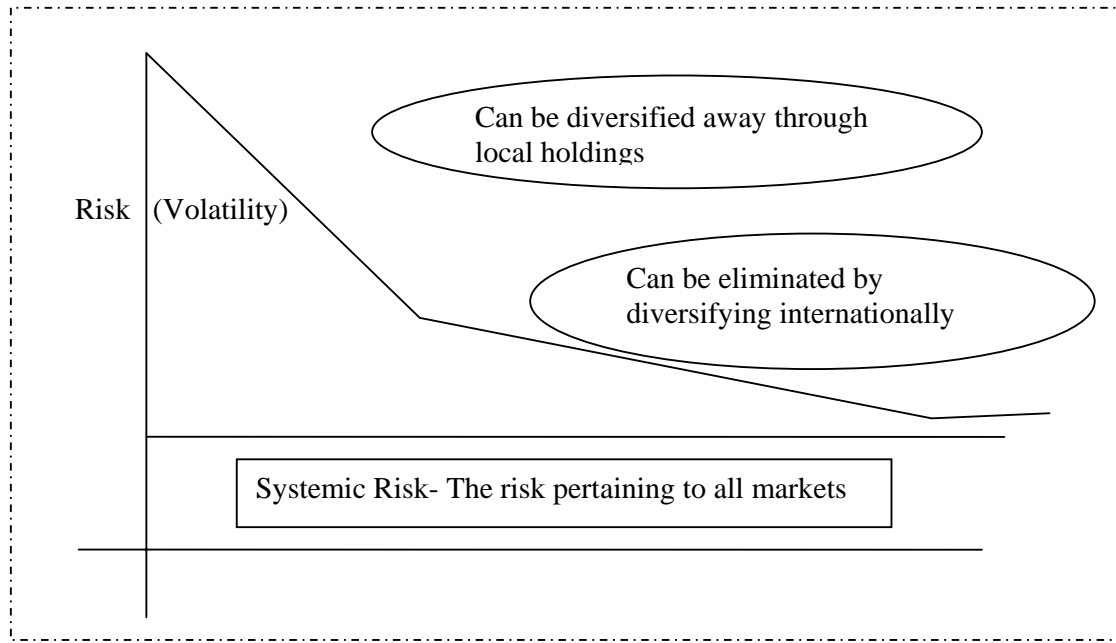 Can be diversified away through
local holdings
Risk (Volatility)
Can be eliminated by
diversifying internationally
Systemic Risk- The risk pertaining to all markets